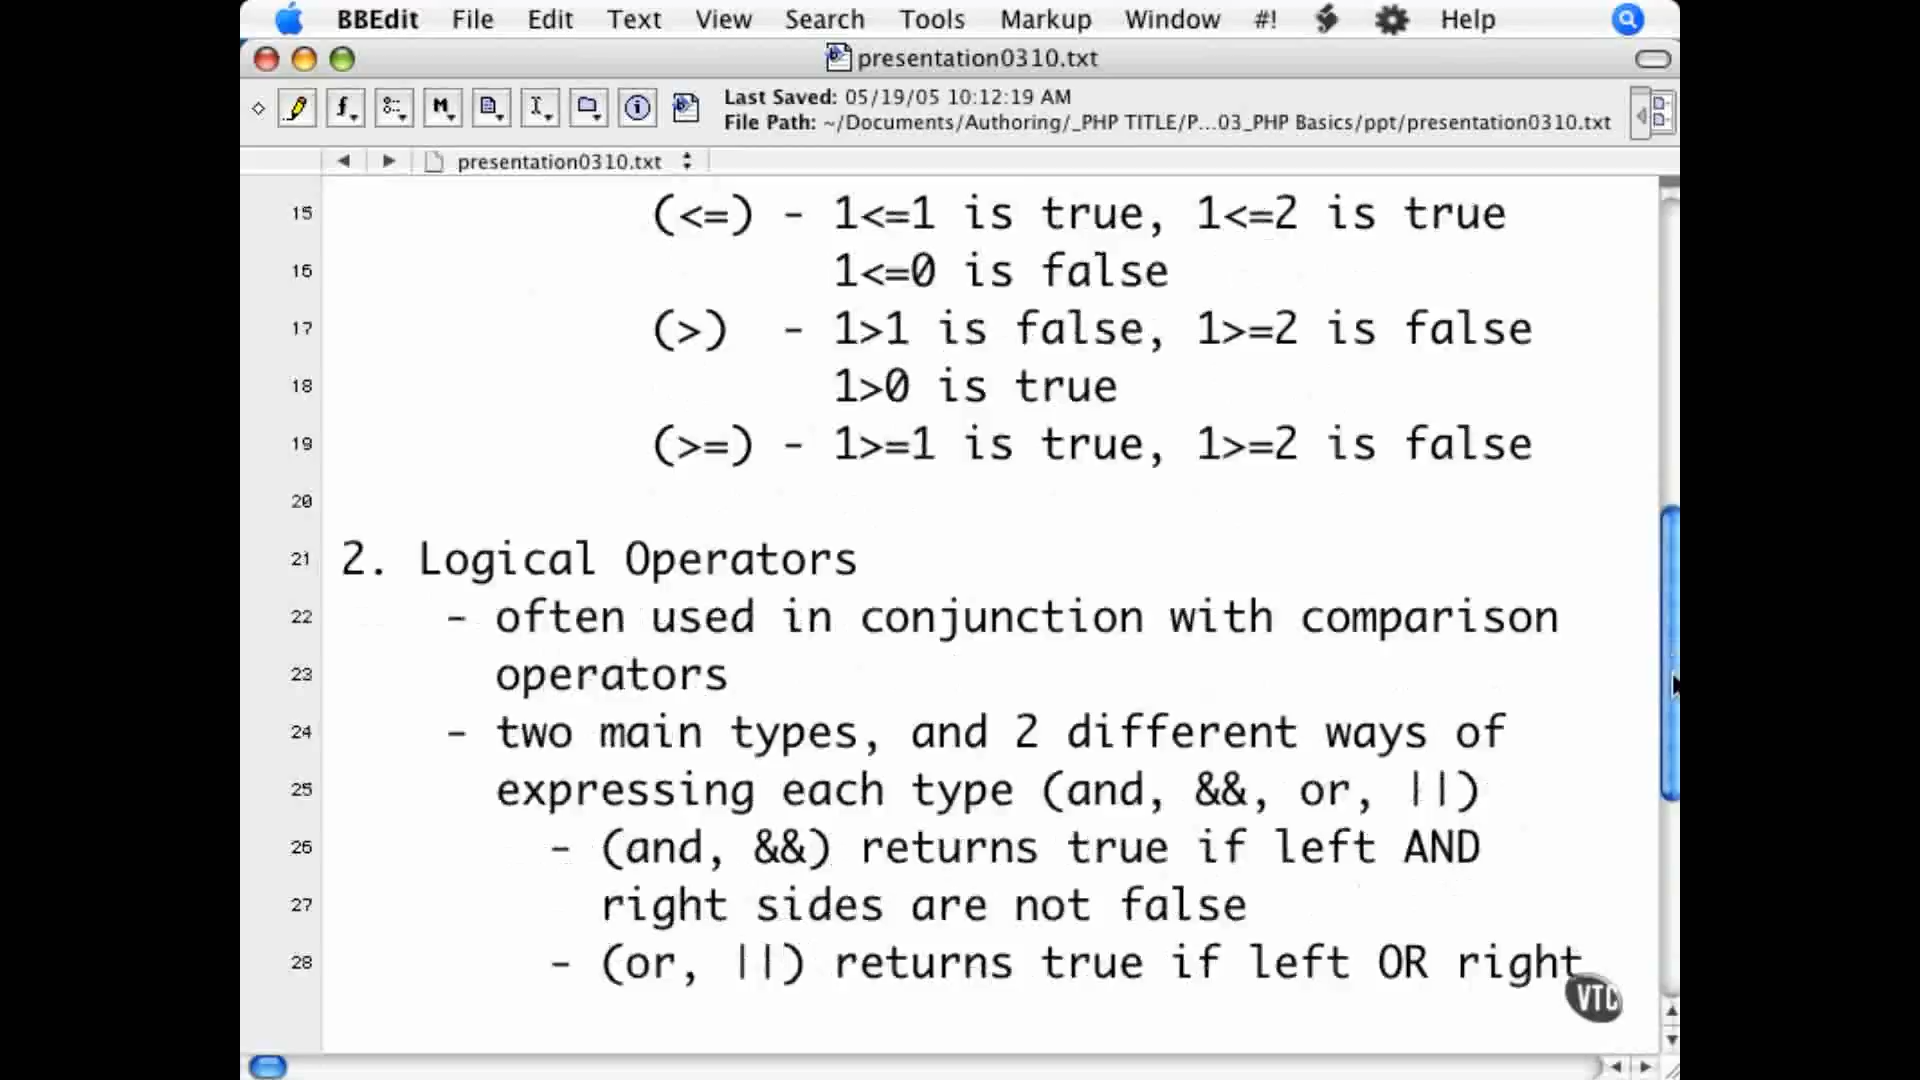 BBEdit File Edit Text View Search Tools Markup Window #! Help
presentation0310.txt
Last Saved: 05/19/05 10:12:19 AM
File Path: ~/Documents/Authoring/_PHP TITLE/P...03_PHP Basics/ppt/presentation0310.txt
presentation0310.txt
15 (<=) - 1<=1 is true, 1<=2 is true
16 1<=0 is false
17 (>) - 1>1 is false, 1>=2 is false
18 1>0 is true
19 (>=) - 1>=1 is true, 1>=2 is false
20
21 2. Logical Operators
22 - often used in conjunction with comparison
23 operators
24 - two main types, and 2 different ways of
25 expressing each type (and, &&, or, ||)
26 - (and, &&) returns true if left AND
27 right sides are not false
28 - (or, ||) returns true if left OR right
VTC